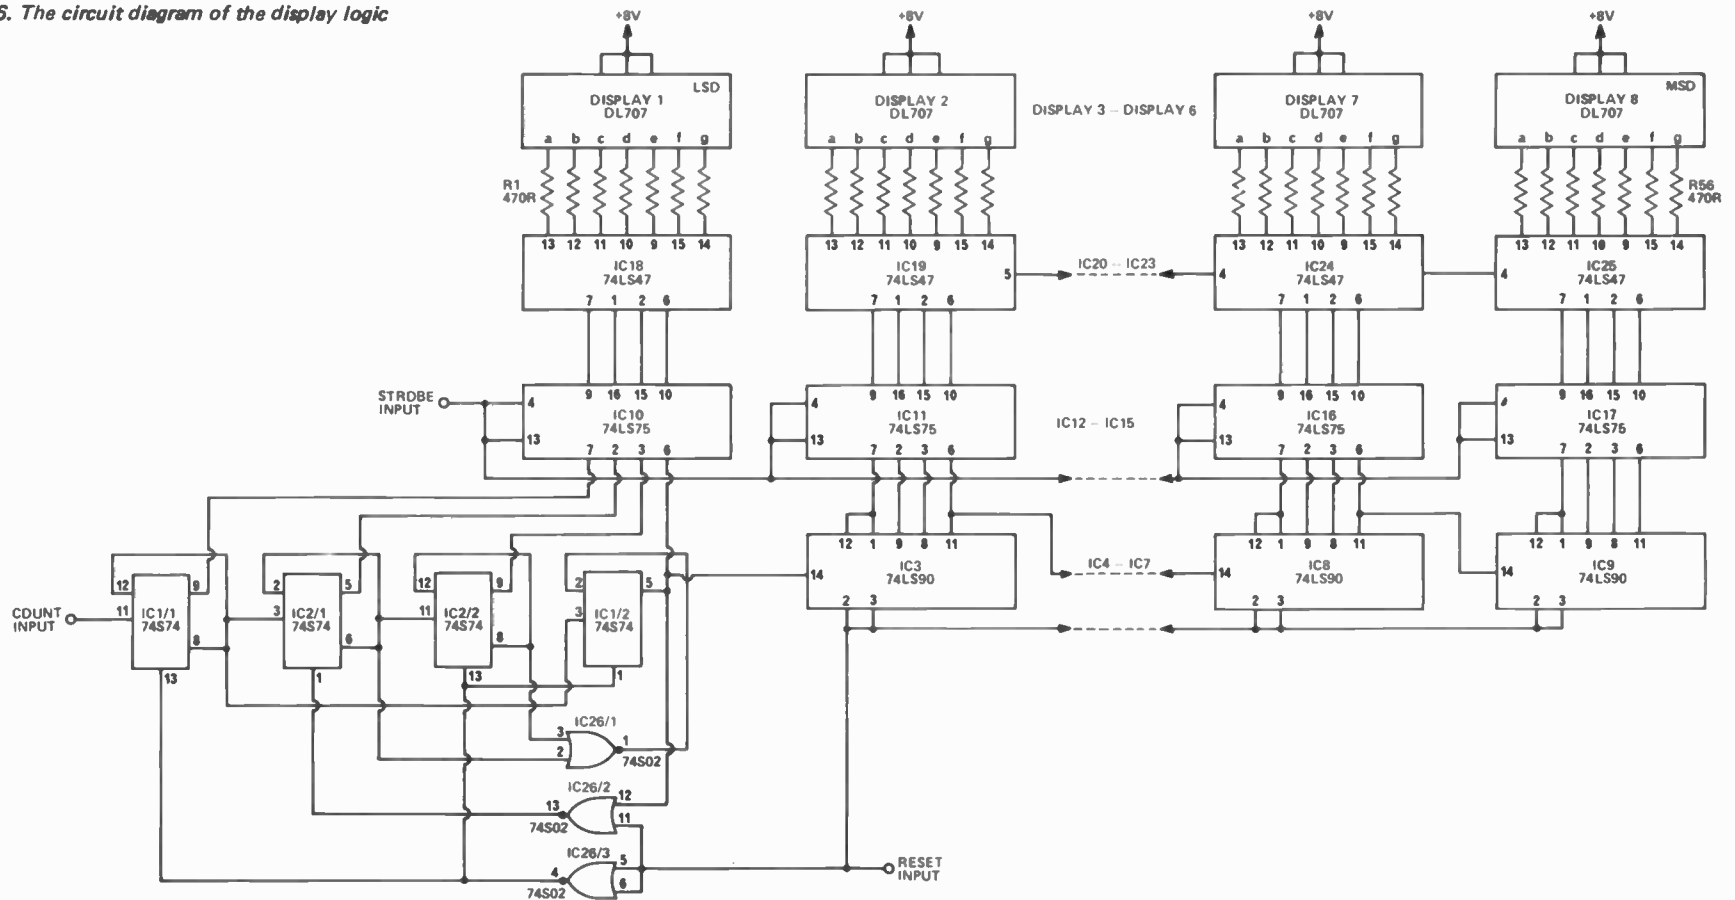 6. The circuit diagram of the display logic
+8V +8V +8V +8V
LSD MSD
DISPLAY 1 DISPLAY 2 DISPLAY 3 – DISPLAY 6 DISPLAY 7 DISPLAY 8
DL707 DL707 DL707 DL707
a b c d e f g a b c d e f g a b c d e f g a b c d e f g
R1 R56
470R 470R
13 12 11 10 9 15 14 13 12 11 10 9 15 14 13 12 11 10 9 15 14 13 12 11 10 9 15 14
IC18 IC19 5 IC20 – IC23 4 IC24 4 IC25
74LS47 74LS47 74LS47 74LS47
7 1 2 6 7 1 2 6 7 1 2 6 7 1 2 6
STRDBE
INPUT
9 16 15 10 9 16 15 10 9 16 15 10 9 16 15 10
4 4 4
IC10 IC11 IC12 – IC15 IC16 IC17
74LS75 74LS75 74LS75 74LS75
13 13 13 13
7 2 3 6 7 2 3 6 7 2 3 6 7 2 3 6
12 1 9 8 11 12 1 9 8 11 12 1 9 8 11
14 IC3 IC4 – IC7 14 IC8 14 IC9
74LS90 74LS90 74LS90
2 3 2 3 2 3
CDUNT
INPUT
12 9 2 5 12 9 2 5
11 IC1/1 3 IC2/1 11 IC2/2 3 IC1/2
74S74 74S74 74S74 74S74
8 6 8
13 1 13 1
IC26/1
3 1
2 74S02
IC26/2
13 12
74S02 11
IC26/3
4 5
74S02 6
RESET
INPUT